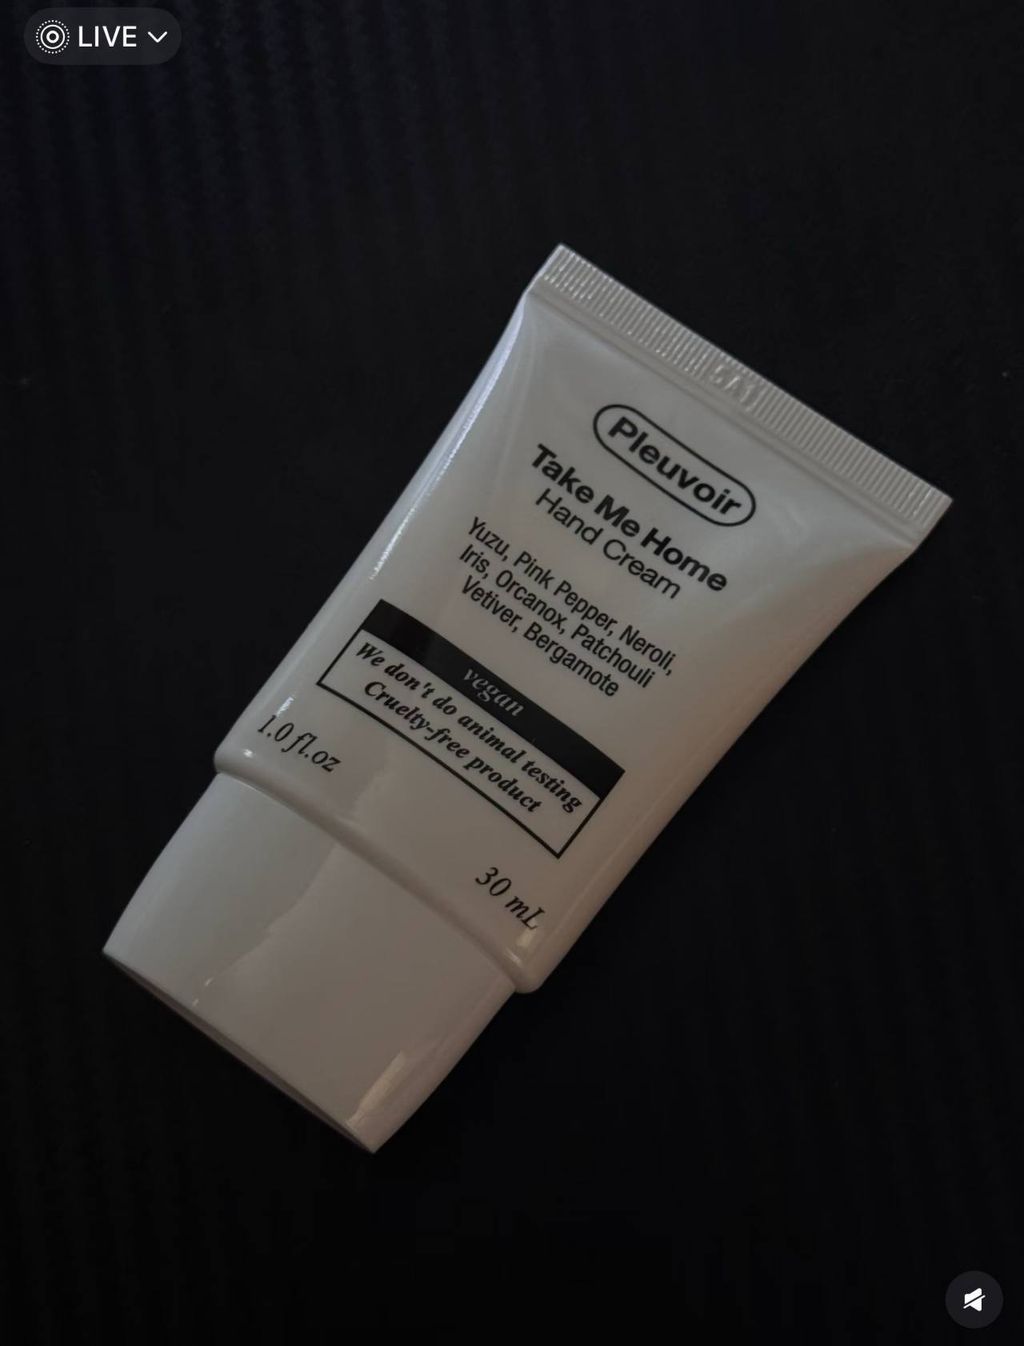 LIVE
Pleuvoir
Take Me Home
Hand Cream
Yuzu, Pink Pepper, Neroli,
Iris, Orcanox, Patchouli
Vetiver, Bergamote
vegan
We don't do animal testing
Cruelty-free product
1.0 fl.oz
30 mL